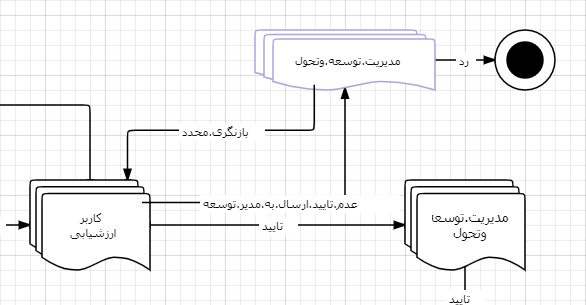 مدیریت.توسعه.وتحول
رد
بازنگری.مجدد
عدم.تایید.ارسال.به.مدیر.توسعه
کاربر
ارزشیابی
تایید
مدیریت.توسعا
وتحول
تایید